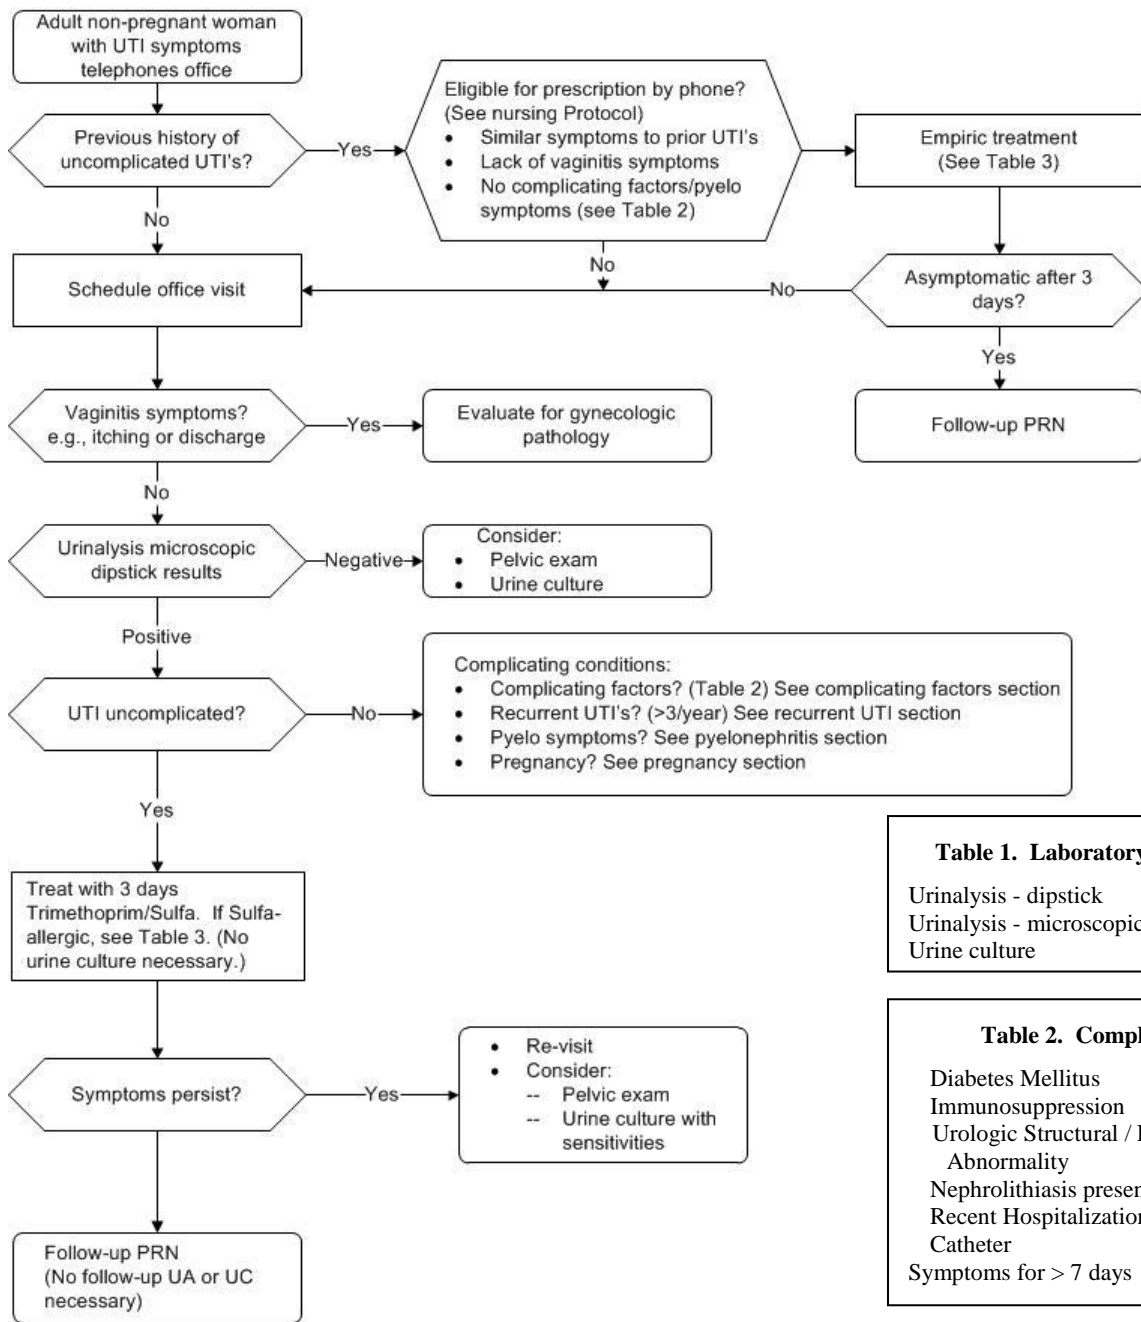 Adult non-pregnant woman
with UTI symptoms
telephones office
Previous history of
uncomplicated UTI's?
Yes
Eligible for prescription by phone?
(See nursing Protocol)
• Similar symptoms to prior UTI's
• Lack of vaginitis symptoms
• No complicating factors/pyelo
symptoms (see Table 2)
Empiric treatment
(See Table 3)
No
No
Schedule office visit
No
Asymptomatic after 3
days?
Yes
Follow-up PRN
Vaginitis symptoms?
e.g., itching or discharge
Yes
Evaluate for gynecologic
pathology
No
Urinalysis microscopic
dipstick results
Negative
Consider:
• Pelvic exam
• Urine culture
Positive
UTI uncomplicated?
No
Complicating conditions:
• Complicating factors? (Table 2) See complicating factors section
• Recurrent UTI's? (>3/year) See recurrent UTI section
• Pyelo symptoms? See pyelonephritis section
• Pregnancy? See pregnancy section
Yes
Treat with 3 days
Trimethoprim/Sulfa. If Sulfa-
allergic, see Table 3. (No
urine culture necessary.)
Symptoms persist?
Yes
• Re-visit
• Consider:
-- Pelvic exam
-- Urine culture with
sensitivities
Follow-up PRN
(No follow-up UA or UC
necessary)
Table 1. Laboratory
Urinalysis - dipstick
Urinalysis - microscopic
Urine culture
Table 2.
Diabetes Mellitus
Immunosuppression
Urologic Structural /
Abnormality
Nephrolithiasis
Recent Hospitalization
Catheter
Symptoms for > 7 days